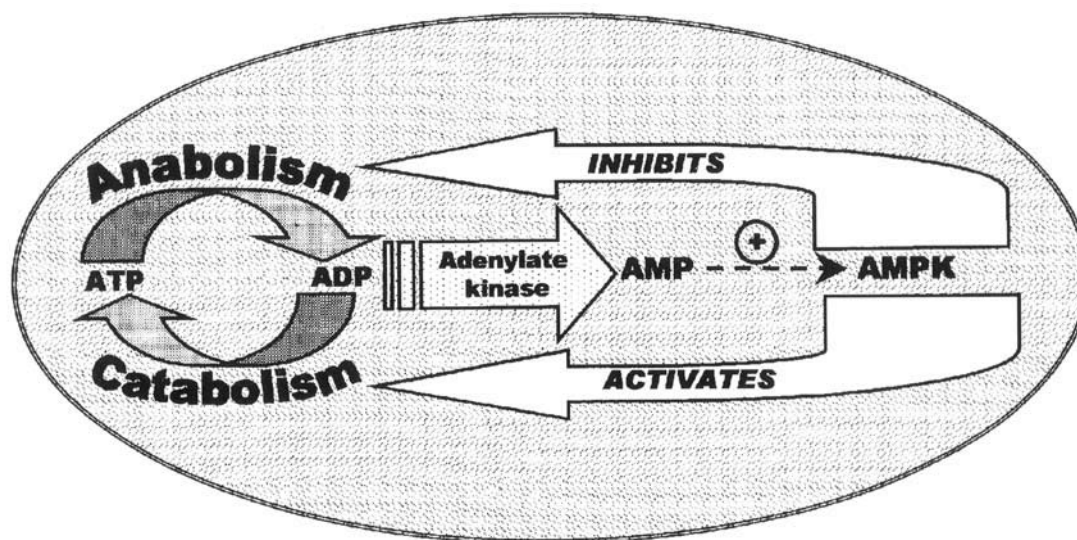 Anabolism
INHIBITS
+
ATP
ADP
Adenylate
kinase
AMP
AMPK
Catabolism
ACTIVATES